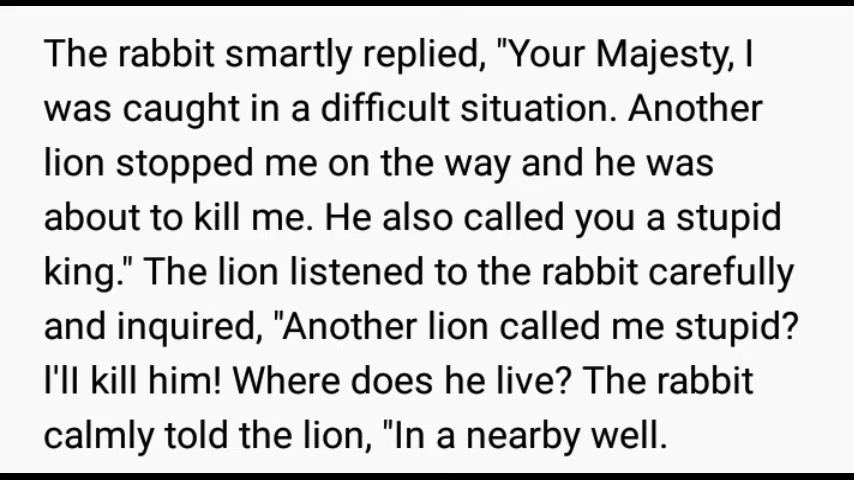 The rabbit smartly replied, "Your Majesty, I
was caught in a difficult situation. Another
lion stopped me on the way and he was
about to kill me. He also called you a stupid
king." The lion listened to the rabbit carefully
and inquired, "Another lion called me stupid?
I'll kill him! Where does he live? The rabbit
calmly told the lion, "In a nearby well.